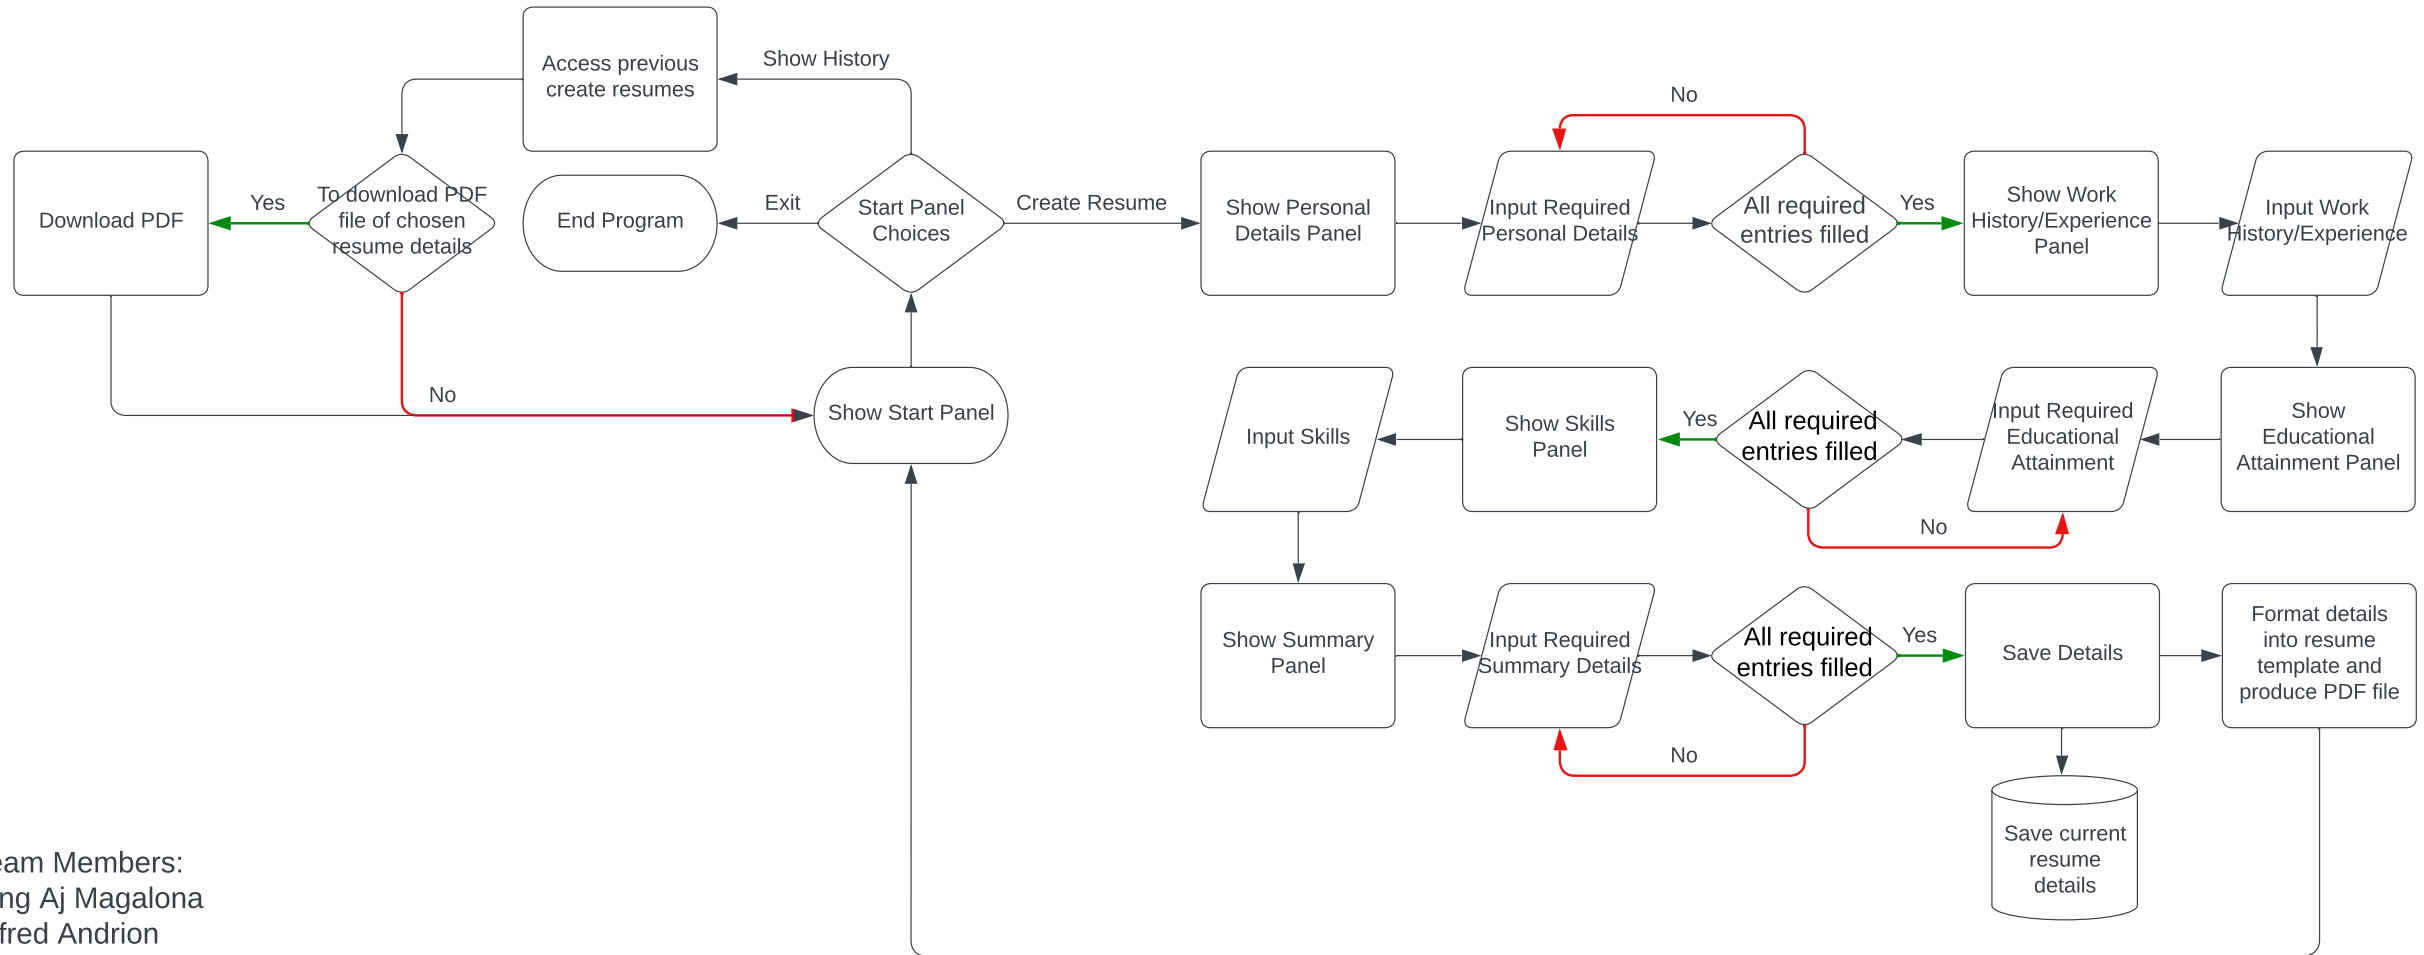 Access previous
create resumes
Show History
No
Download PDF
Yes
To download PDF
file of chosen
resume details
End Program
Exit
Start Panel
Choices
Create Resume
Show Personal
Details Panel
Input Required
Personal Details
All required
entries filled
Yes
Show Work
History/Experience
Panel
Input Work
History/Experience
No
Show Start Panel
Input Skills
Show Skills
Panel
Yes
All required
entries filled
Input Required
Educational
Attainment
Show
Educational
Attainment Panel
No
Show Summary
Panel
Input Required
Summary Details
All required
entries filled
Yes
Save Details
Format details
into resume
template and
produce PDF file
No
Save current
resume
details
eam Members:
ng Aj Magalona
fred Andrion